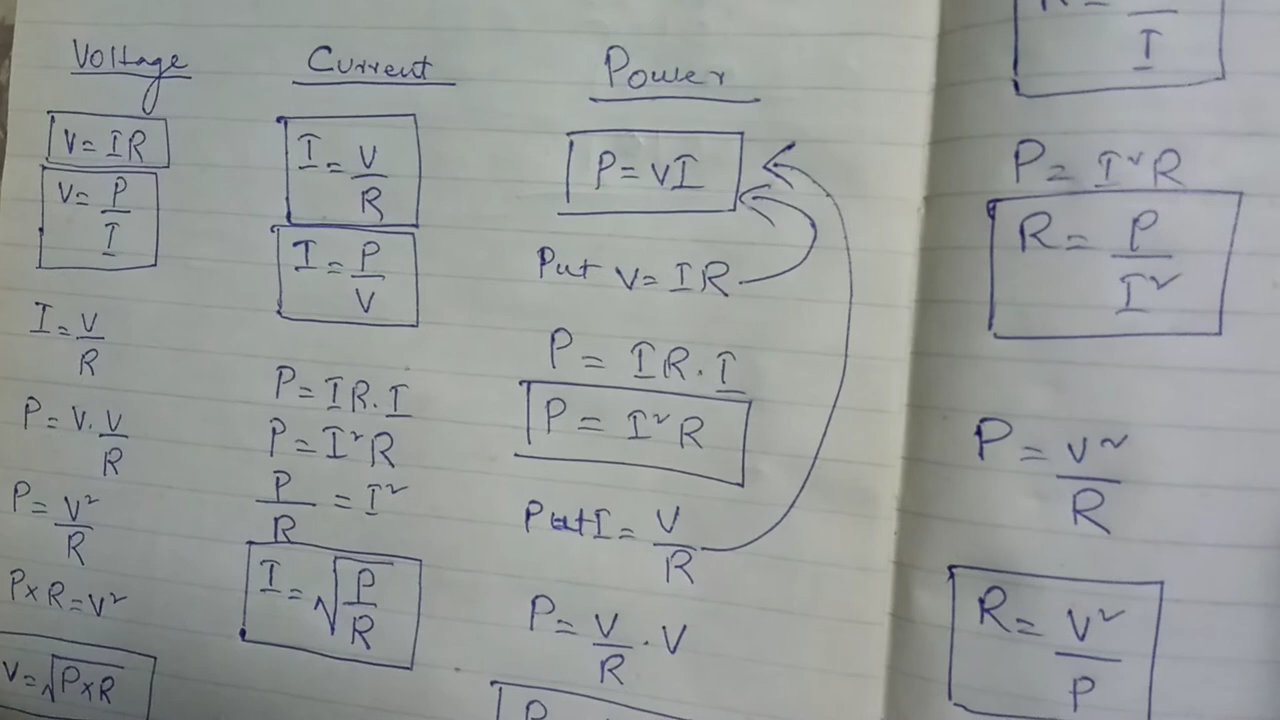 Voltage
V = IR
V = P/I
I = V/R
P = V. V/R
P = V²/R
P x R = V²
V = √P x R
Current
I = V/R
I = P/V
P = IR. I
P = I²R
P/R = I²
I = √P/R
Power
P = VI
Put V = IR
P = IR. I
P = I²R
Put I = V/R
P = V/R . V
P
I
P = I²R
R = P/I²
P = V²/R
R = V²/P